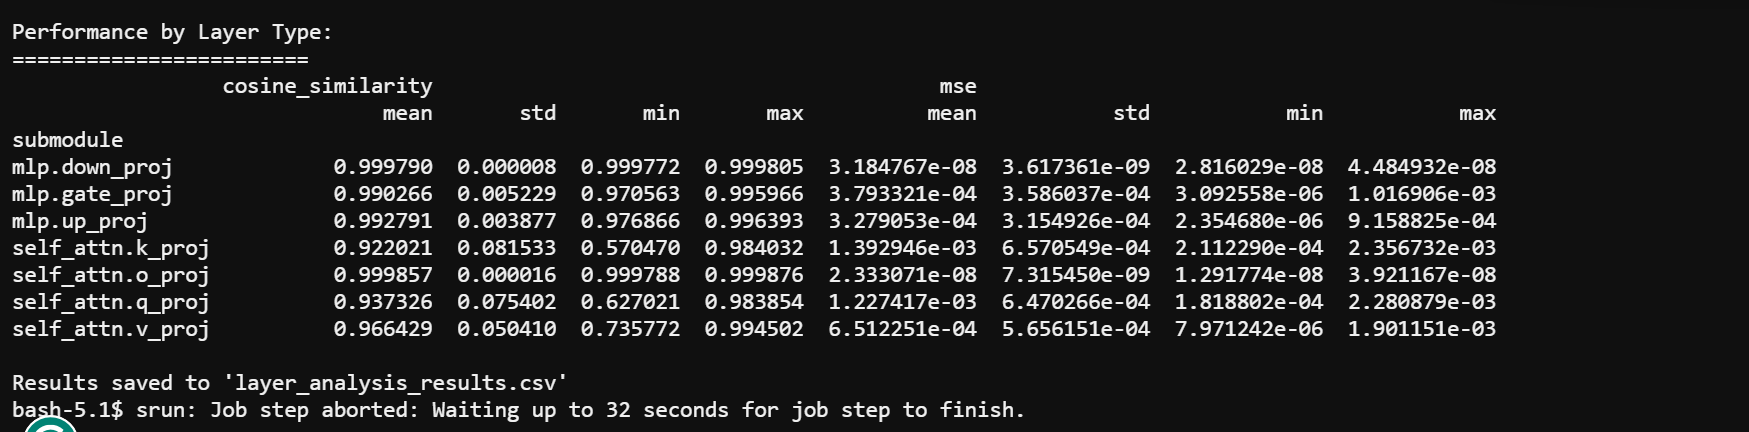 Performance by Layer Type:
========================
cosine_similarity mse
mean std min max mean std min max
submodule
mlp.down_proj 0.999790 0.000008 0.999772 0.999805 3.184767e-08 3.617361e-09 2.816029e-08 4.484932e-08
mlp.gate_proj 0.990266 0.005229 0.970563 0.995966 3.793321e-04 3.586037e-04 3.092558e-06 1.016906e-03
mlp.up_proj 0.992791 0.003877 0.976866 0.996393 3.279053e-04 3.154926e-04 2.354680e-06 9.158825e-04
self_attn.k_proj 0.922021 0.081533 0.570470 0.984032 1.392946e-03 6.570549e-04 2.112290e-04 2.356732e-03
self_attn.o_proj 0.999857 0.000016 0.999788 0.999876 2.333071e-08 7.315450e-09 1.291774e-08 3.921167e-08
self_attn.q_proj 0.937326 0.075402 0.627021 0.983854 1.227417e-03 6.470266e-04 1.818802e-04 2.280879e-03
self_attn.v_proj 0.966429 0.050410 0.735772 0.994502 6.512251e-04 5.656151e-04 7.971242e-06 1.901151e-03
Results saved to 'layer_analysis_results.csv'
bash-5.1$ srun: Job step aborted: Waiting up to 32 seconds for job step to finish.